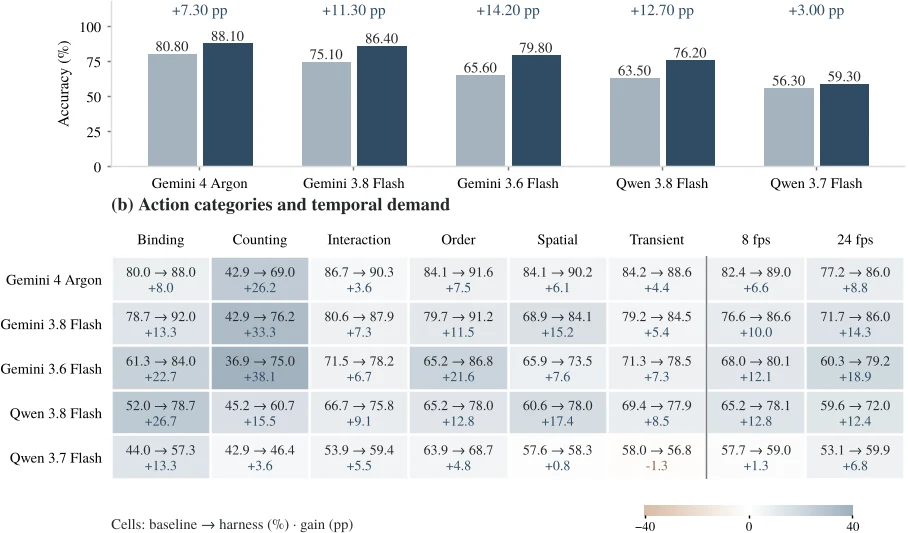 +7.30 pp +11.30 pp +14.20 pp +12.70 pp +3.00 pp
Accuracy (%)
100
75
50
25
0
80.80 88.10 75.10 86.40 65.60 79.80 63.50 76.20 56.30 59.30
Gemini 4 Argon Gemini 3.8 Flash Gemini 3.6 Flash Qwen 3.8 Flash Qwen 3.7 Flash
(b) Action categories and temporal demand
Binding Counting Interaction Order Spatial Transient 8 fps 24 fps
Gemini 4 Argon
80.0 → 88.0 42.9 → 69.0 86.7 → 90.3 84.1 → 91.6 84.1 → 90.2 84.2 → 88.6 82.4 → 89.0 77.2 → 86.0
+8.0 +26.2 +3.6 +7.5 +6.1 +4.4 +6.6 +8.8
Gemini 3.8 Flash
78.7 → 92.0 42.9 → 76.2 80.6 → 87.9 79.7 → 91.2 68.9 → 84.1 79.2 → 84.5 76.6 → 86.6 71.7 → 86.0
+13.3 +33.3 +7.3 +11.5 +15.2 +5.4 +10.0 +14.3
Gemini 3.6 Flash
61.3 → 84.0 36.9 → 75.0 71.5 → 78.2 65.2 → 86.8 65.9 → 73.5 71.3 → 78.5 68.0 → 80.1 60.3 → 79.2
+22.7 +38.1 +6.7 +21.6 +7.6 +7.3 +12.1 +18.9
Qwen 3.8 Flash
52.0 → 78.7 45.2 → 60.7 66.7 → 75.8 65.2 → 78.0 60.6 → 78.0 69.4 → 77.9 65.2 → 78.1 59.6 → 72.0
+26.7 +15.5 +9.1 +12.8 +17.4 +8.5 +12.8 +12.4
Qwen 3.7 Flash
44.0 → 57.3 42.9 → 46.4 53.9 → 59.4 63.9 → 68.7 57.6 → 58.3 58.0 → 56.8 57.7 → 59.0 53.1 → 59.9
+13.3 +3.6 +5.5 +4.8 +0.8 -1.3 +1.3 +6.8
Cells: baseline → harness (%) · gain (pp)
−40 0 40